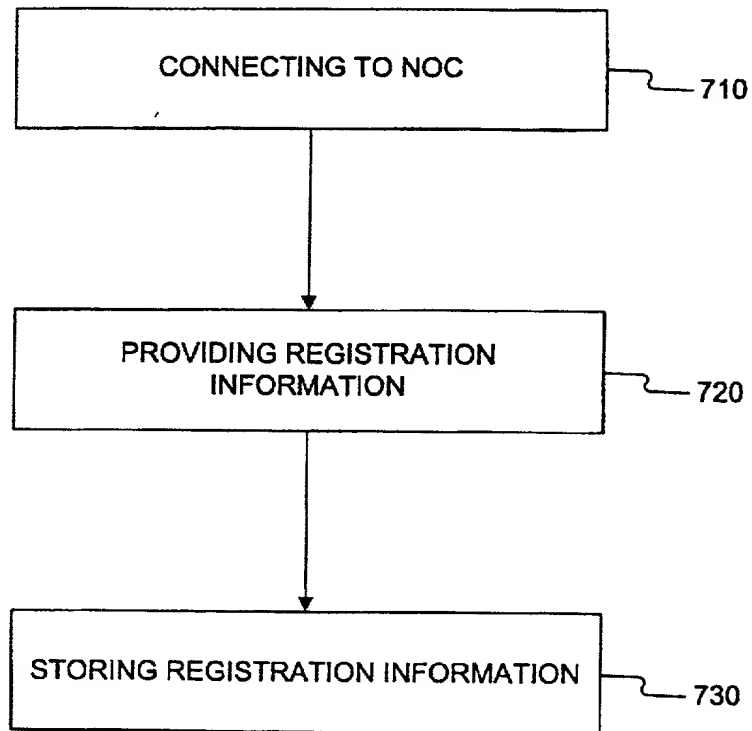 CONNECTING TO NOC
710
PROVIDING REGISTRATION
INFORMATION
720
STORING REGISTRATION INFORMATION
730